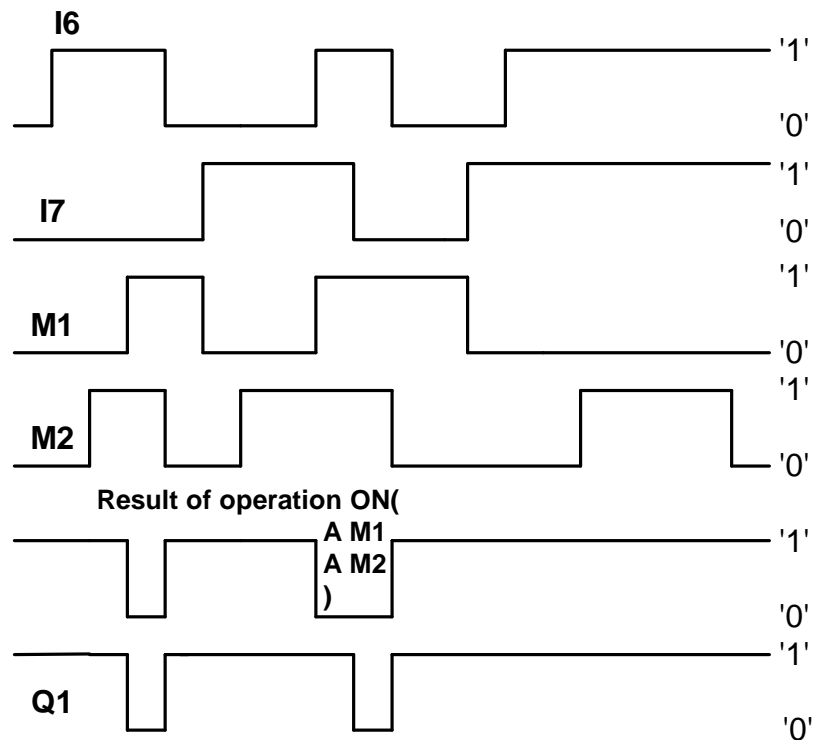 I6
'1'
'0'
'1'
I7
'0'
'1'
M1
'0'
'1'
M2
'0'
Result of operation ON(
A M1
'1'
A M2
)
'0'
'1'
Q1
'0'